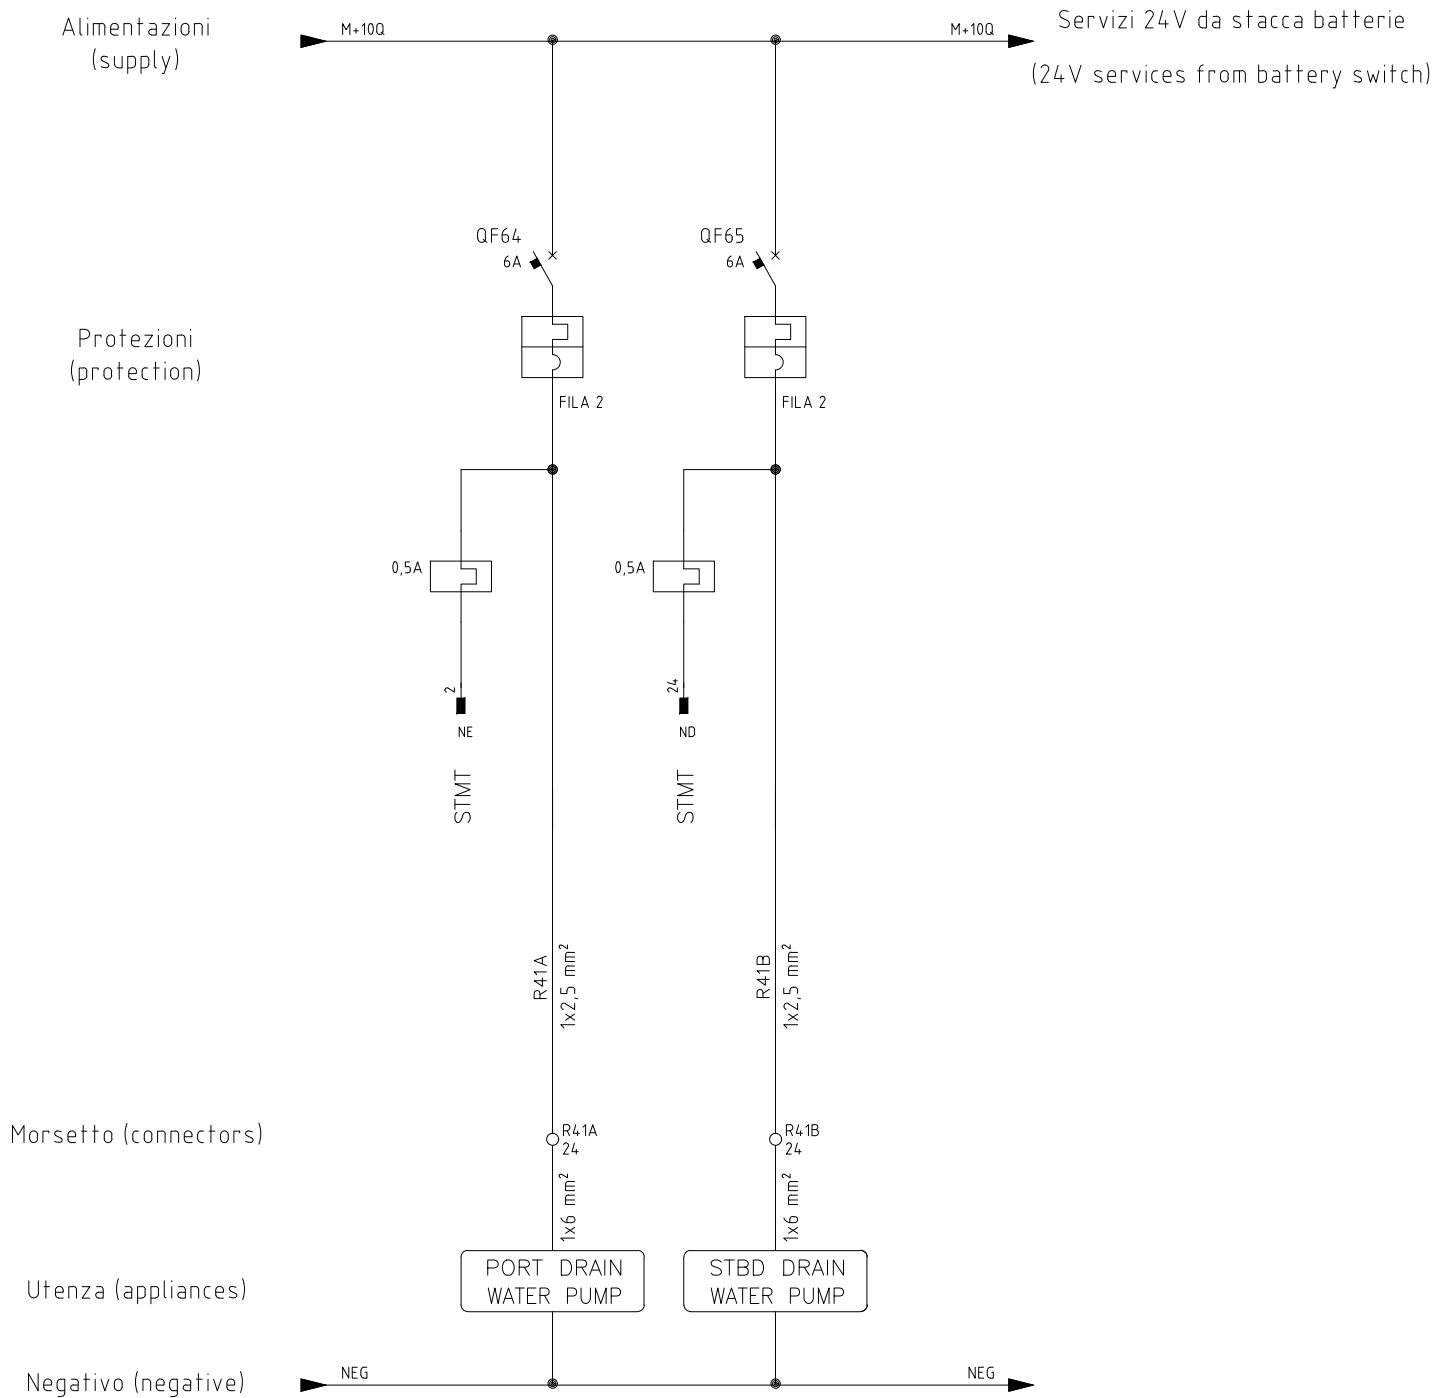 Alimentazioni
(supply)
M+10Q
M+10Q
Servizi 24V da stacca batterie
(24V services from battery switch)
QF64
6A
QF65
6A
Protezioni
(protection)
FILA 2
FILA 2
0,5A
0,5A
2
24
NE
ND
STMT
STMT
R41A
1x2,5 mm²
R41B
1x2,5 mm²
Morsetto (connectors)
R41A
24
R41B
24
1x6 mm²
1x6 mm²
Utenza (appliances)
PORT DRAIN
WATER PUMP
STBD DRAIN
WATER PUMP
Negativo (negative)
NEG
NEG